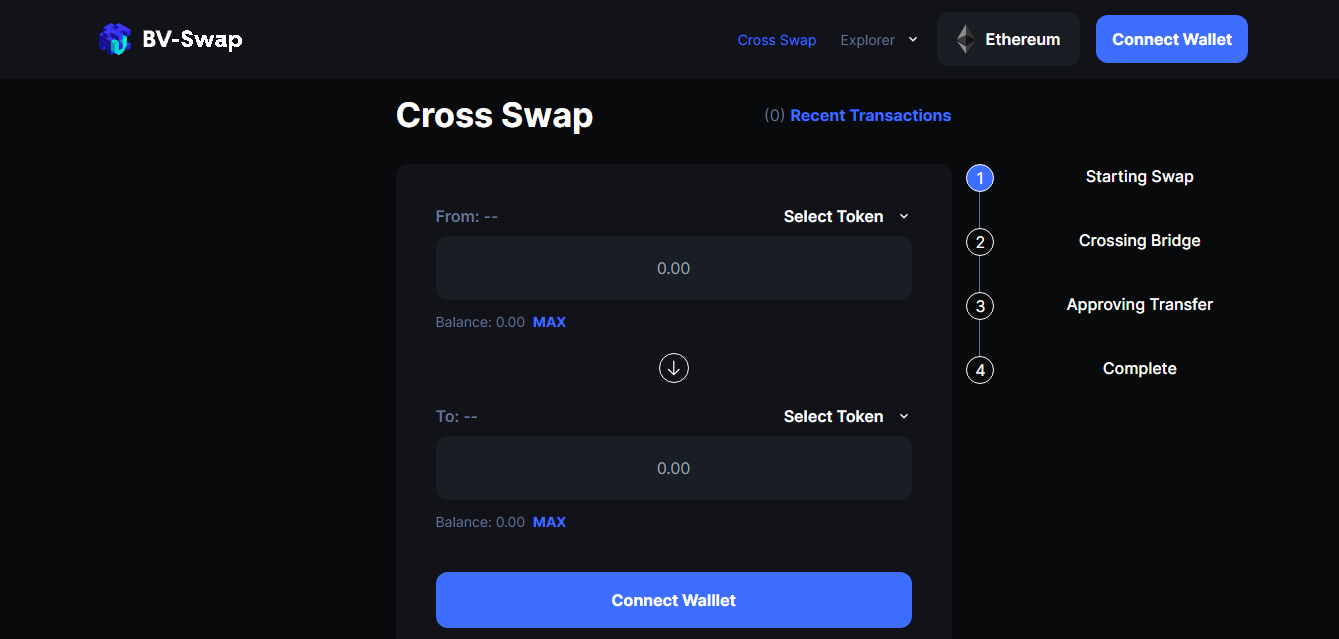 BV-Swap
Cross Swap
Explorer
Ethereum
Connect Wallet
Cross Swap
(0) Recent Transactions
From: --
Select Token
0.00
Balance: 0.00 MAX
To: --
Select Token
0.00
Balance: 0.00 MAX
Connect Walllet
1
Starting Swap
2
Crossing Bridge
3
Approving Transfer
4
Complete